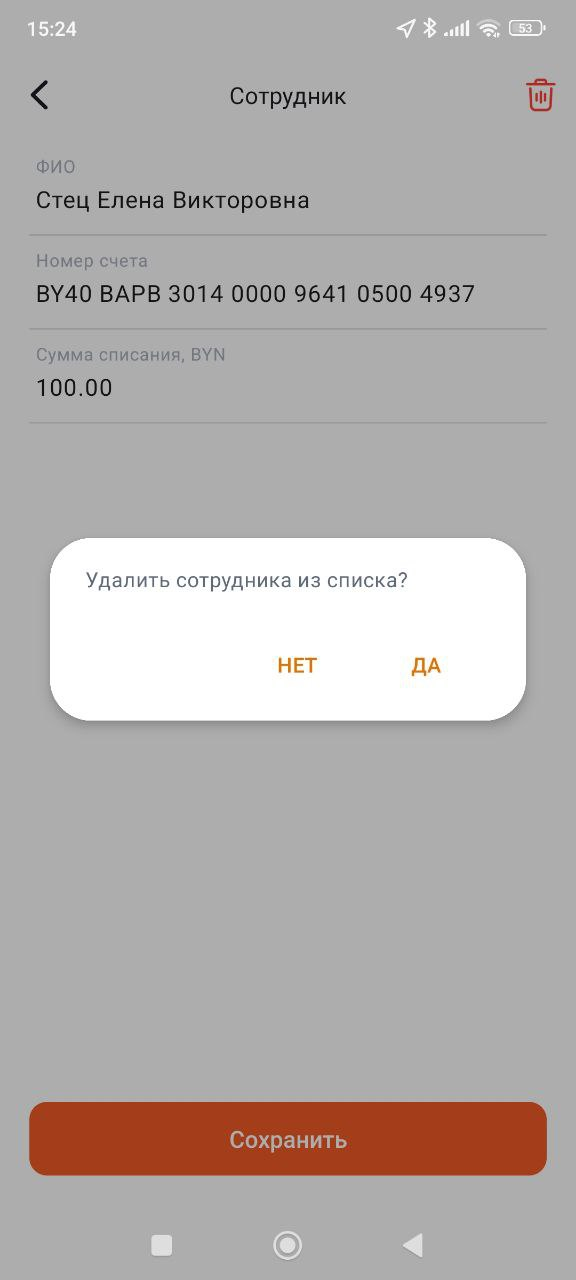 15:24
53
Сотрудник
ФИО
Стец Елена Викторовна
Номер счета
BY40 BAPB 3014 0000 9641 0500 4937
Сумма списания, BYN
100.00
Удалить сотрудника из списка?
НЕТ ДА
Сохранить